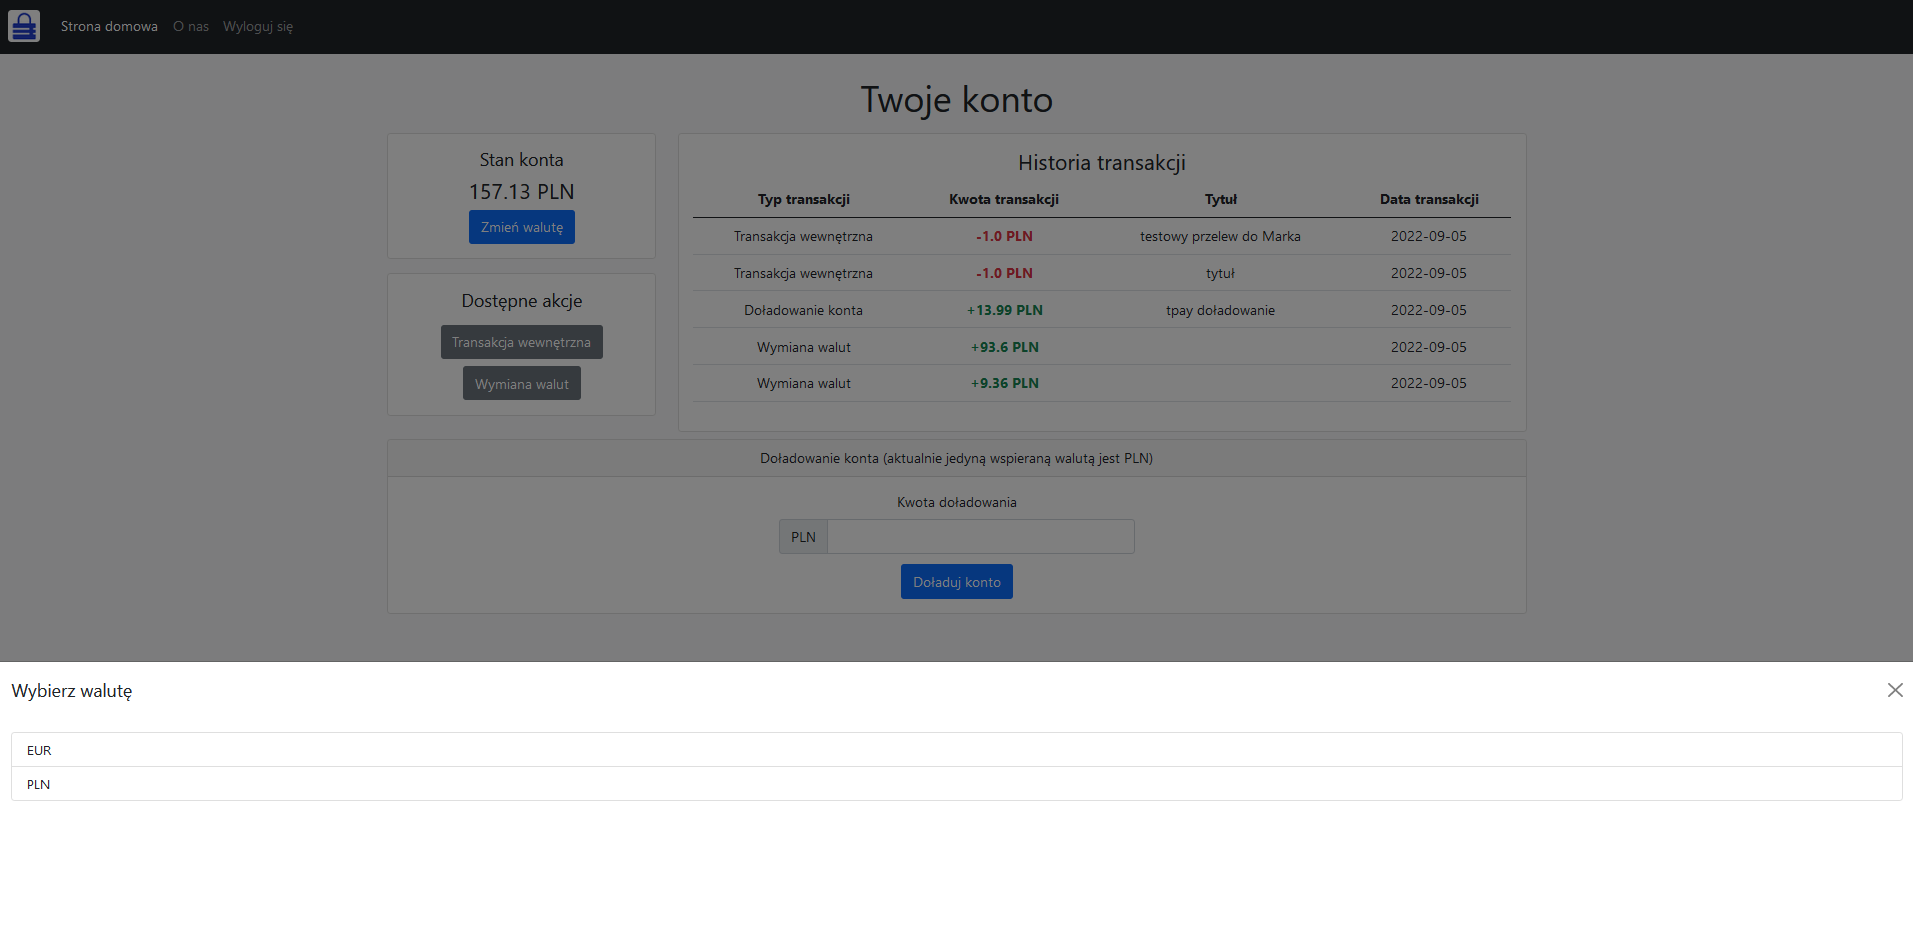 Strona domowa O nas Wyloguj się
Twoje konto
Stan konta
157.13 PLN
Zmień walutę
Dostępne akcje
Transakcja wewnętrzna
Wymiana walut
Historia transakcji
Typ transakcji Kwota transakcji Tytuł Data transakcji
Transakcja wewnętrzna -1.0 PLN testowy przelew do Marka 2022-09-05
Transakcja wewnętrzna -1.0 PLN tytuł 2022-09-05
Doładowanie konta +13.99 PLN tpay doładowanie 2022-09-05
Wymiana walut +93.6 PLN 2022-09-05
Wymiana walut +9.36 PLN 2022-09-05
Doładowanie konta (aktualnie jedyną wspieraną walutą jest PLN)
Kwota doładowania
PLN
Doładuj konto
Wybierz walutę
EUR
PLN